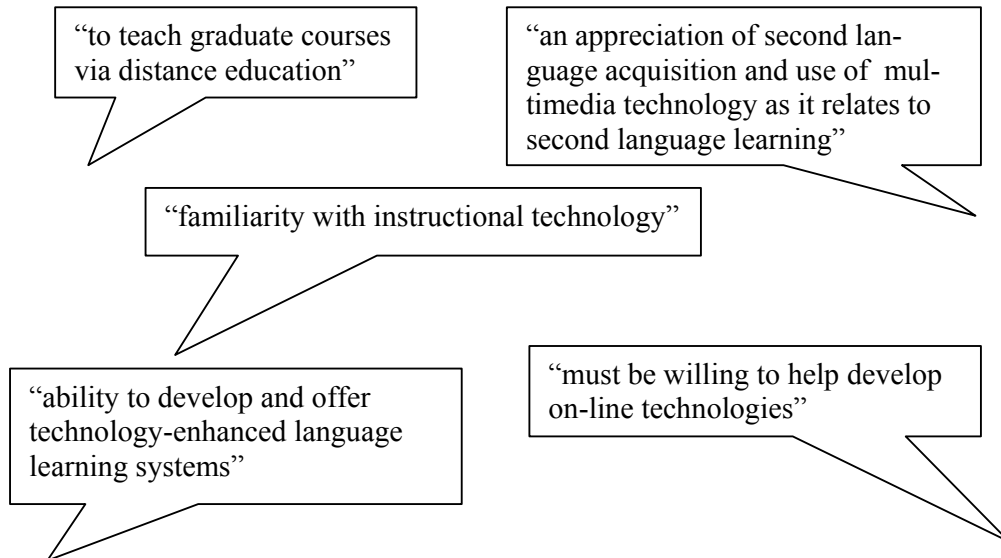 “to teach graduate courses
via distance education”
“an appreciation of second lan-
guage acquisition and use of  mul-
timedia technology as it relates to
second language learning”
“familiarity with instructional technology”
“ability to develop and offer
technology-enhanced language
learning systems”
“must be willing to help develop
on-line technologies”